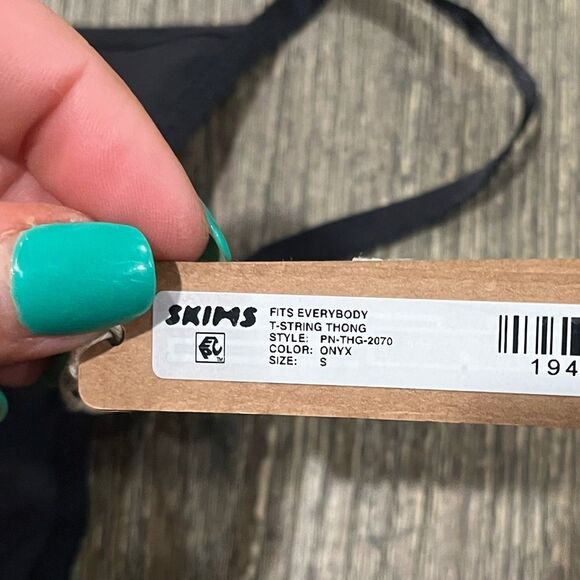 SKIMS
FITS EVERYBODY
T-STRING THONG
STYLE: PN-THG-2070
COLOR: ONYX
SIZE: S
194